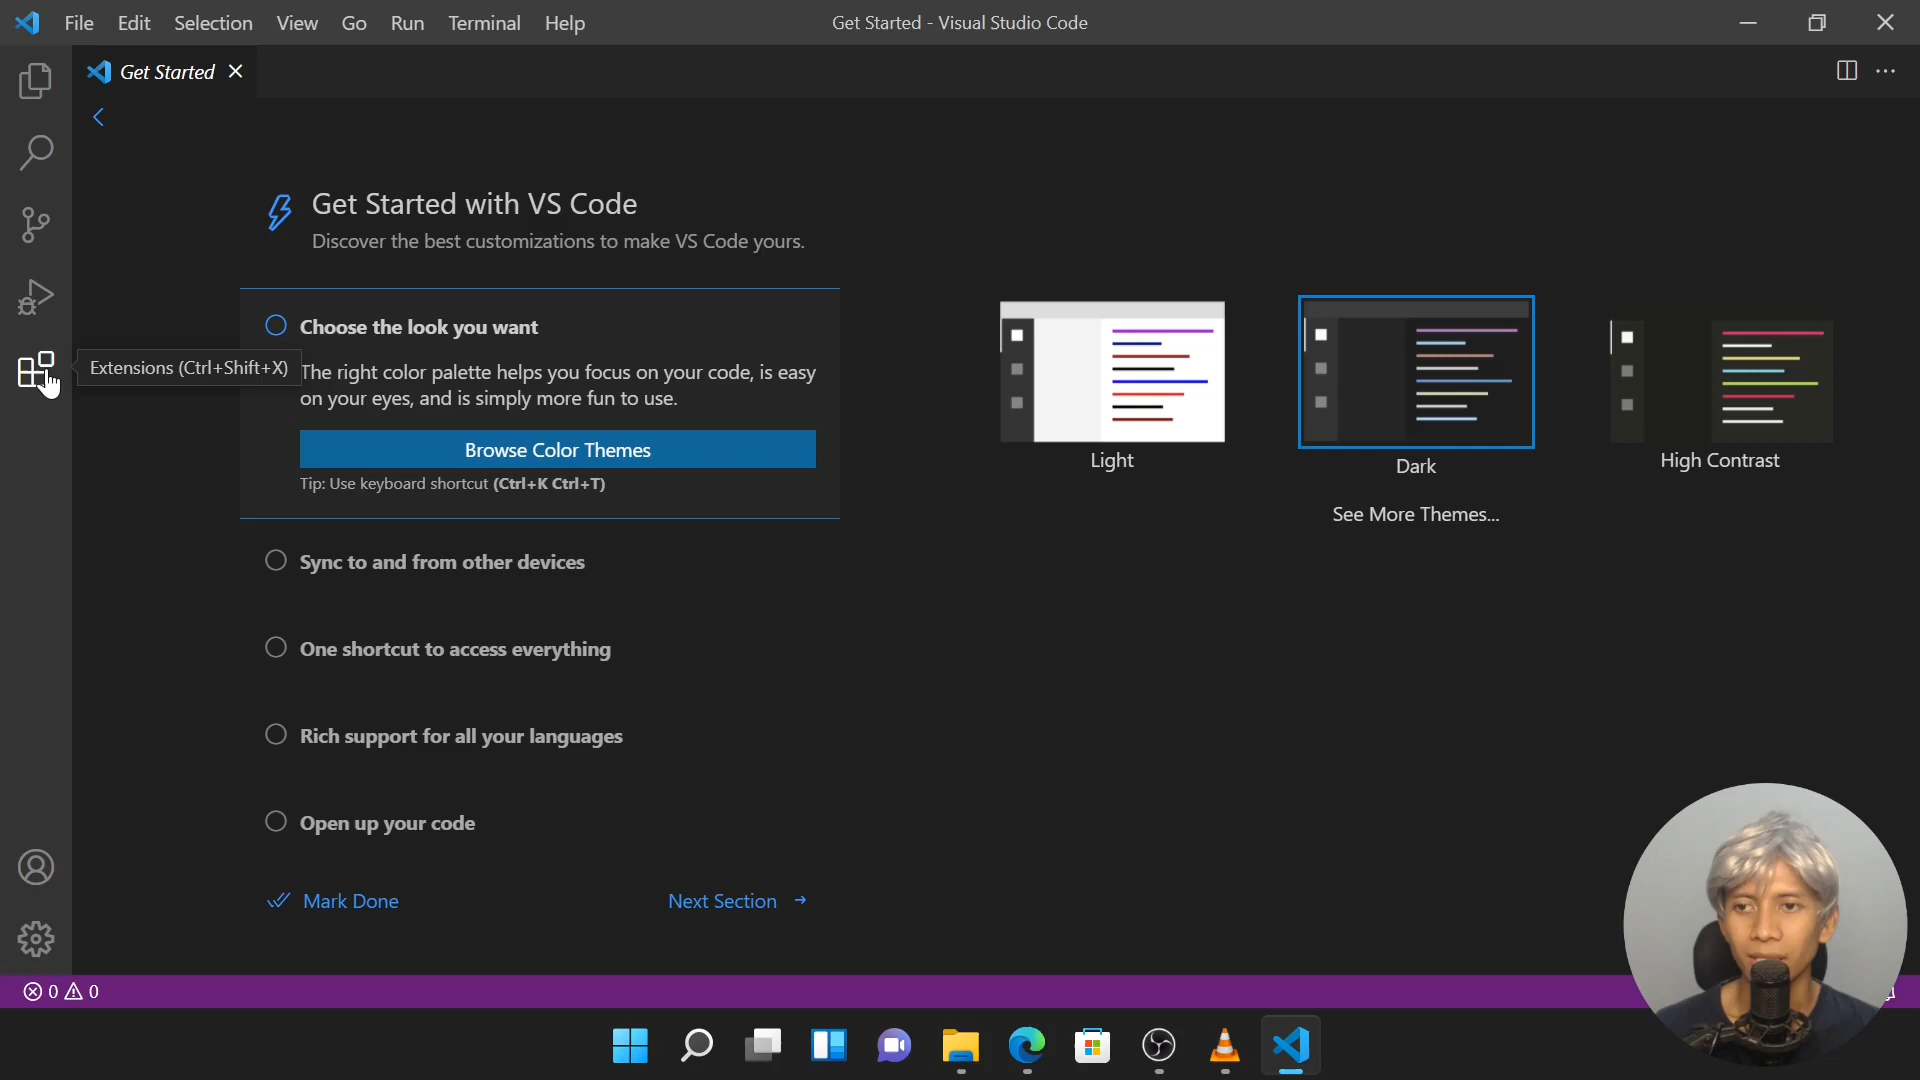 File Edit Selection View Go Run Terminal Help
Get Started - Visual Studio Code
Get Started
Get Started with VS Code
Discover the best customizations to make VS Code yours.
Choose the look you want
Extensions (Ctrl+Shift+X)
The right color palette helps you focus on your code, is easy
on your eyes, and is simply more fun to use.
Browse Color Themes
Tip: Use keyboard shortcut (Ctrl+K Ctrl+T)
Light
Dark
High Contrast
See More Themes...
Sync to and from other devices
One shortcut to access everything
Rich support for all your languages
Open up your code
Mark Done
Next Section
0 0